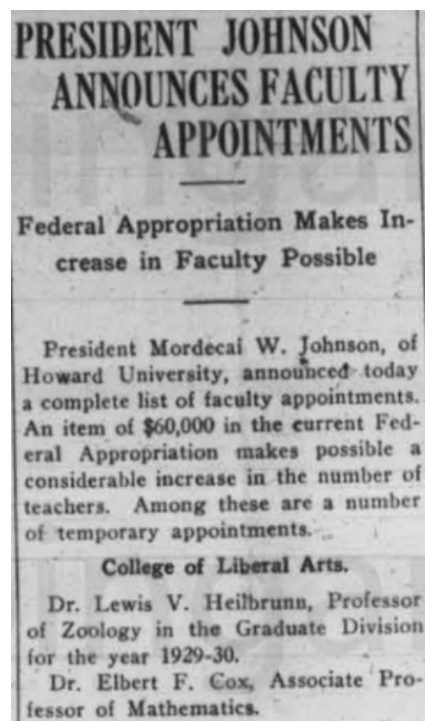 PRESIDENT JOHNSON
ANNOUNCES FACULTY
APPOINTMENTS
Federal Appropriation Makes In-
crease in Faculty Possible
President Mordecai W. Johnson, of
Howard University, announced today
a complete list of faculty appointments.
An item of $60,000 in the current Fed-
eral Appropriation makes possible a
considerable increase in the number of
teachers. Among these are a number
of temporary appointments.
College of Liberal Arts.
Dr. Lewis V. Heilbrunn, Professor
of Zoology in the Graduate Division
for the year 1929-30.
Dr. Elbert F. Cox, Associate Pro-
fessor of Mathematics.